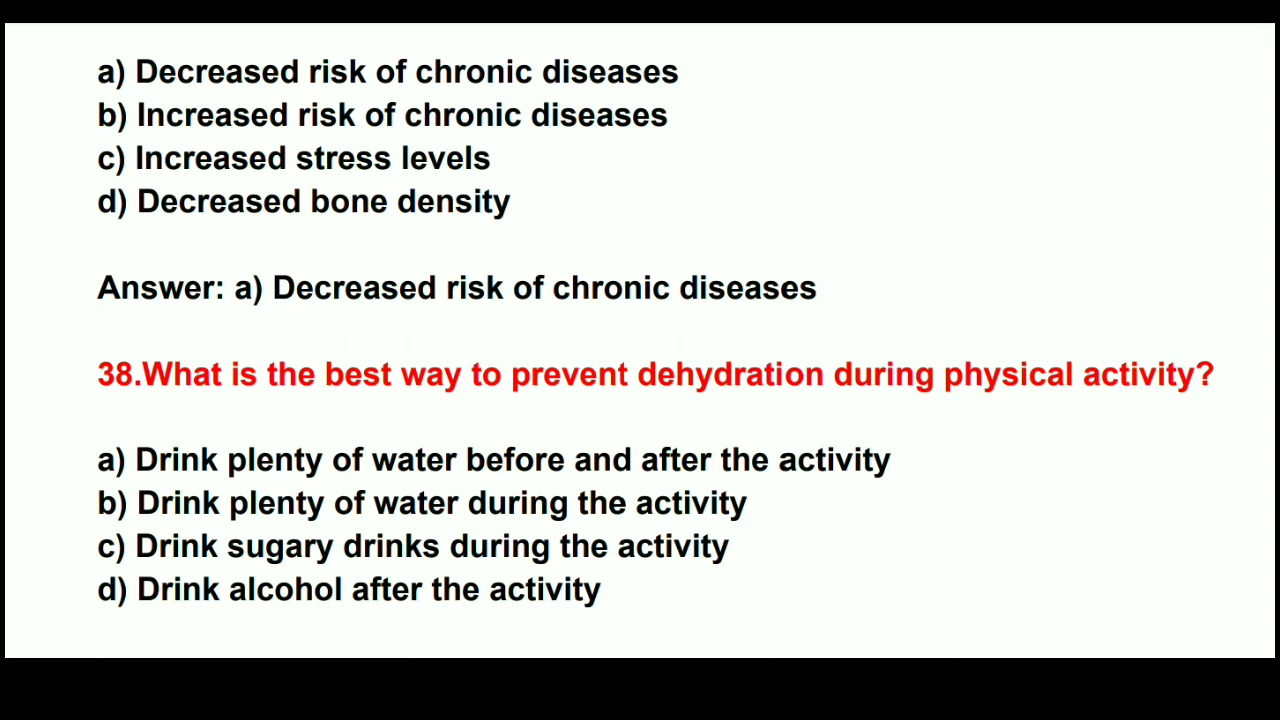 a) Decreased risk of chronic diseases
b) Increased risk of chronic diseases
c) Increased stress levels
d) Decreased bone density
Answer: a) Decreased risk of chronic diseases
38.What is the best way to prevent dehydration during physical activity?
a) Drink plenty of water before and after the activity
b) Drink plenty of water during the activity
c) Drink sugary drinks during the activity
d) Drink alcohol after the activity